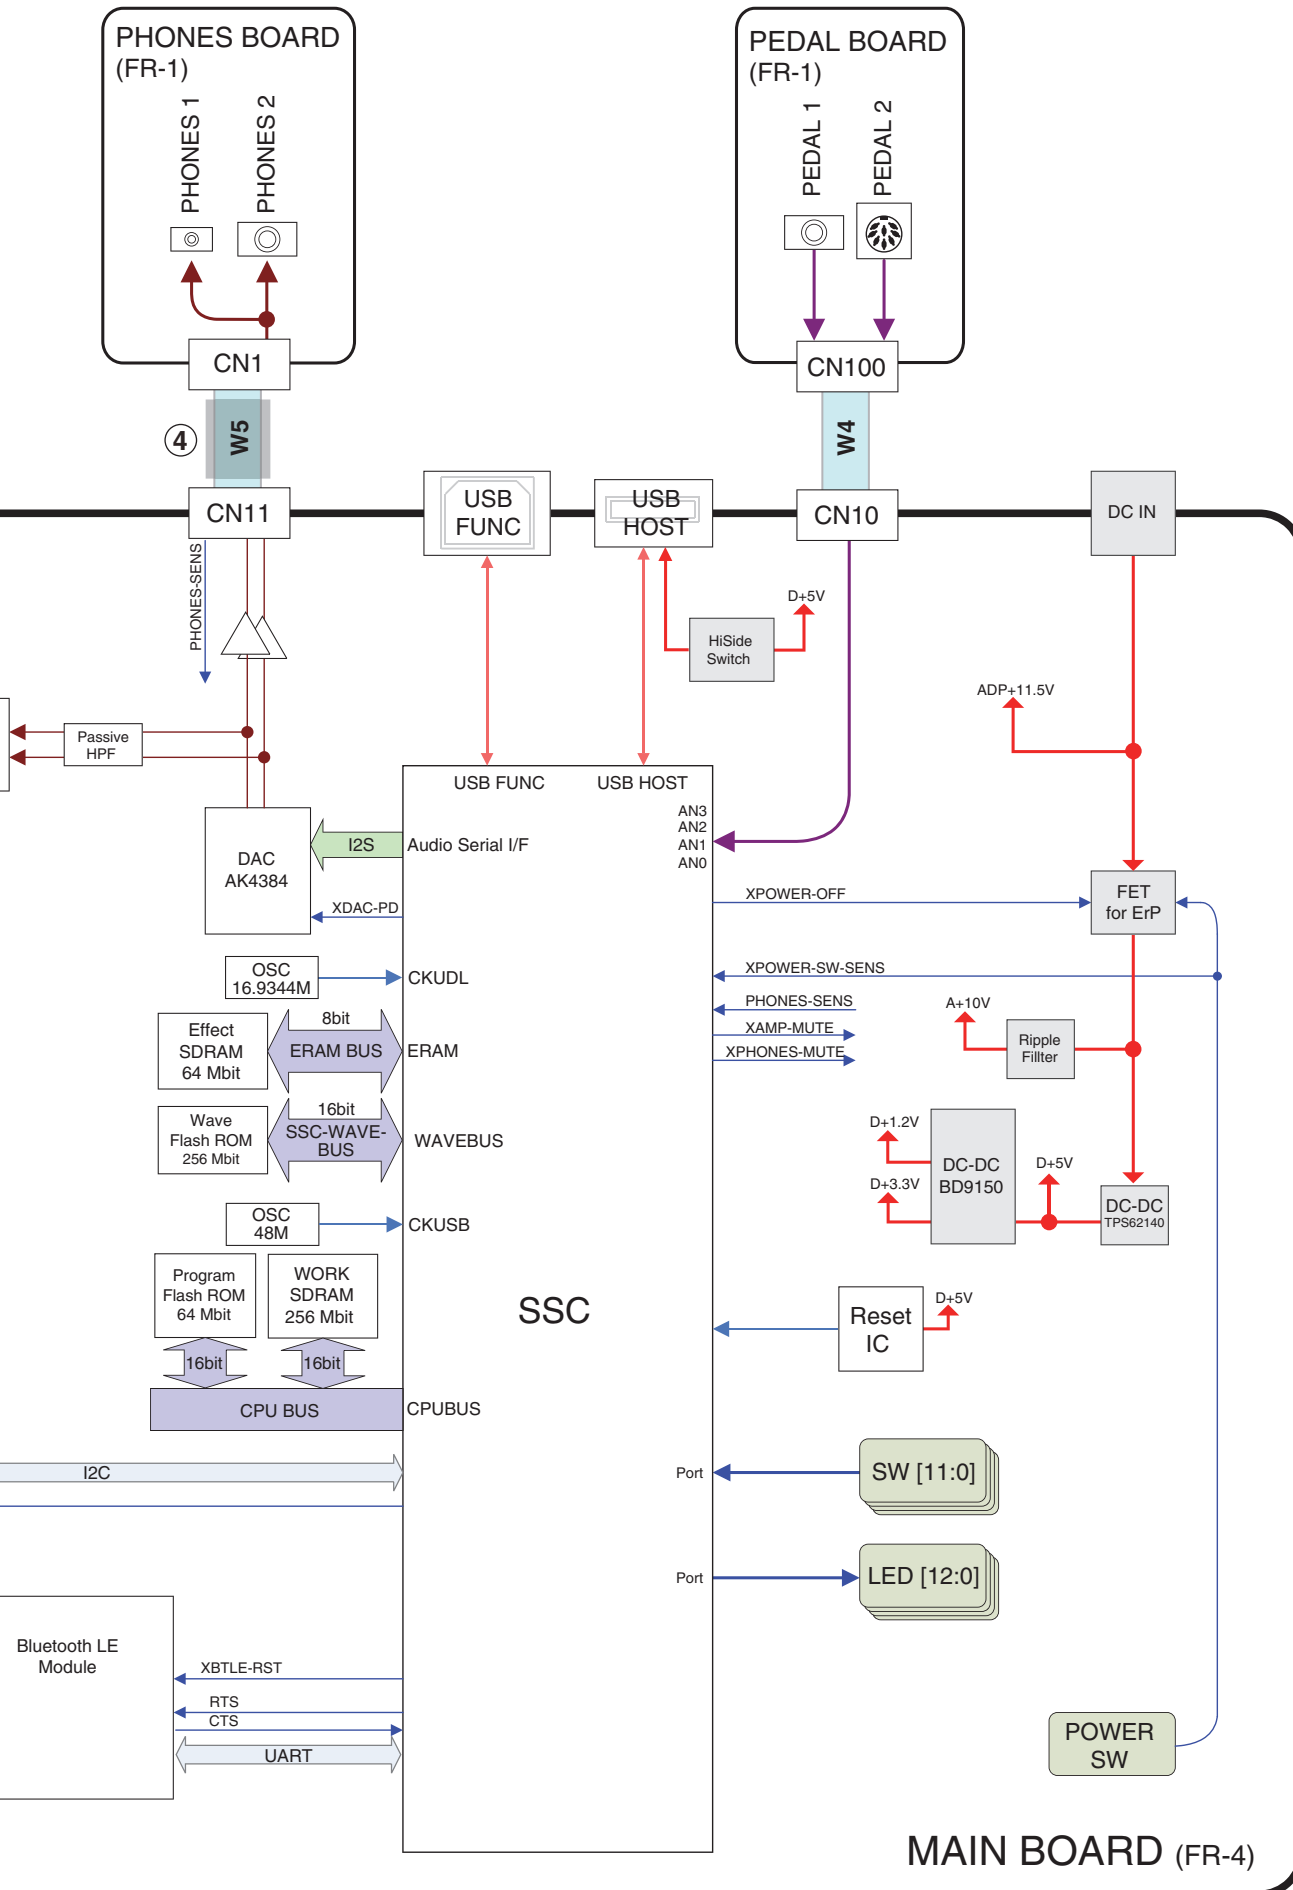 PHONES BOARD
(FR-1)
PHONES 1
PHONES 2
CN1
4
W5
CN11
PEDAL BOARD
(FR-1)
PEDAL 1
PEDAL 2
CN100
W4
CN10
USB
FUNC
USB
HOST
DC IN
PHONES-SENS
D+5V
HiSide
Switch
ADP+11.5V
Passive
HPF
USB FUNC
USB HOST
AN3
AN2
AN1
AN0
DAC
AK4384
I2S
Audio Serial I/F
XDAC-PD
XPOWER-OFF
FET
for ErP
OSC
16.9344M
CKUDL
XPOWER-SW-SENS
PHONES-SENS
XAMP-MUTE
XPHONES-MUTE
A+10V
Ripple
Fillter
Effect
SDRAM
64 Mbit
8bit
ERAM BUS
ERAM
Wave
Flash ROM
256 Mbit
16bit
SSC-WAVE-
BUS
WAVEBUS
D+1.2V
D+3.3V
DC-DC
BD9150
D+5V
DC-DC
TPS62140
OSC
48M
CKUSB
Program
Flash ROM
64 Mbit
WORK
SDRAM
256 Mbit
SSC
Reset
IC
D+5V
16bit
16bit
CPU BUS
CPUBUS
I2C
Port
SW [11:0]
Port
LED [12:0]
Bluetooth LE
Module
XBTLE-RST
RTS
CTS
UART
POWER
SW
MAIN BOARD (FR-4)